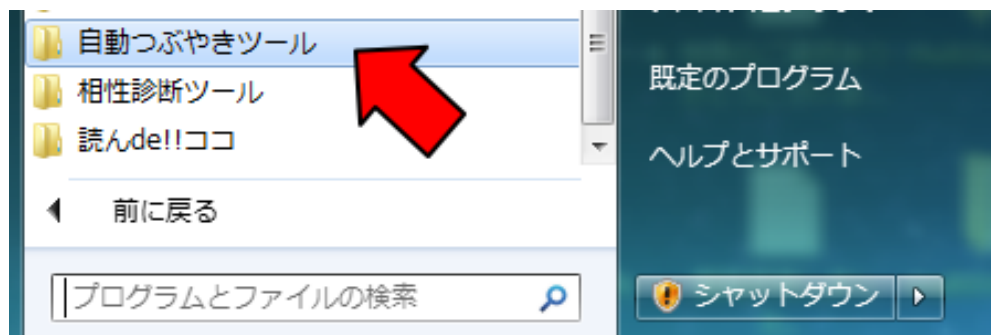 自動つぶやきツール
相性診断ツール
読んde!!ココ
前に戻る
プログラムとファイルの検索
既定のプログラム
ヘルプとサポート
シャットダウン